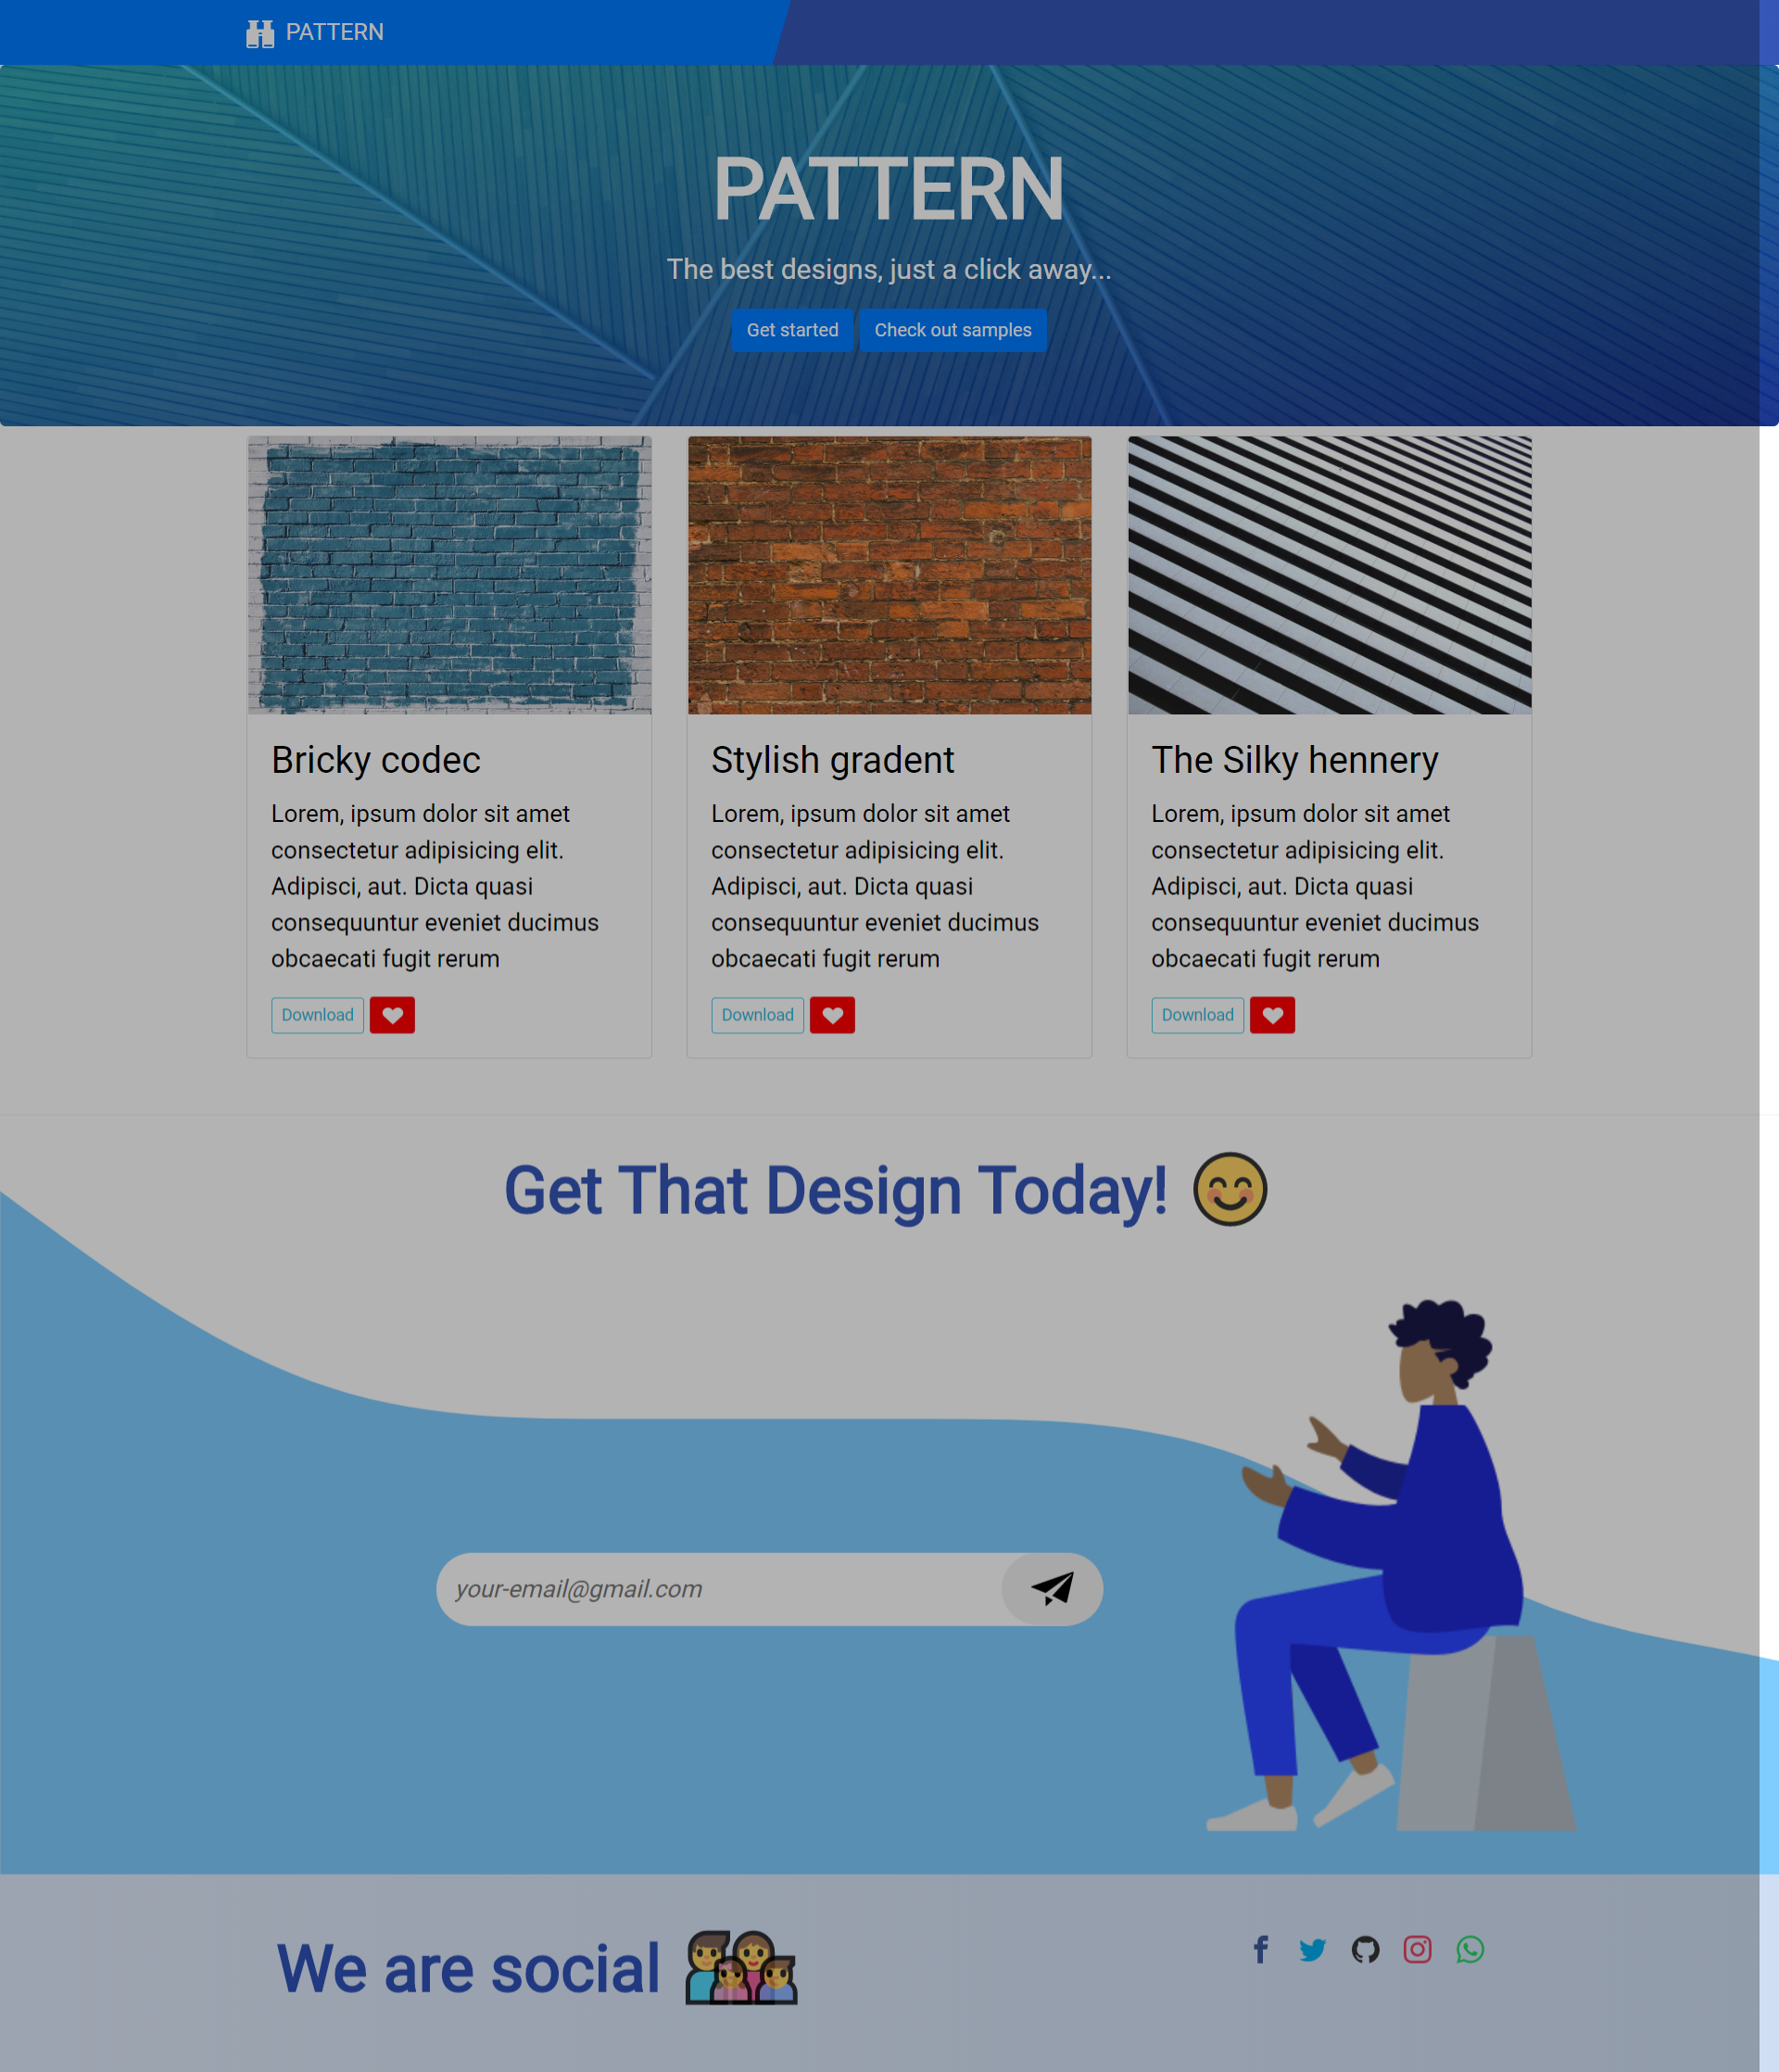 PATTERN
PATTERN
The best designs, just a click away...
Get started
Check out samples
Bricky codec
Lorem, ipsum dolor sit amet
consectetur adipisicing elit.
Adipisci, aut. Dicta quasi
consequuntur eveniet ducimus
obcaecati fugit rerum
Download
Stylish gradent
Lorem, ipsum dolor sit amet
consectetur adipisicing elit.
Adipisci, aut. Dicta quasi
consequuntur eveniet ducimus
obcaecati fugit rerum
Download
The Silky hennery
Lorem, ipsum dolor sit amet
consectetur adipisicing elit.
Adipisci, aut. Dicta quasi
consequuntur eveniet ducimus
obcaecati fugit rerum
Download
Get That Design Today! 😊
your-email@gmail.com
We are social 👨‍👩‍👧‍👦